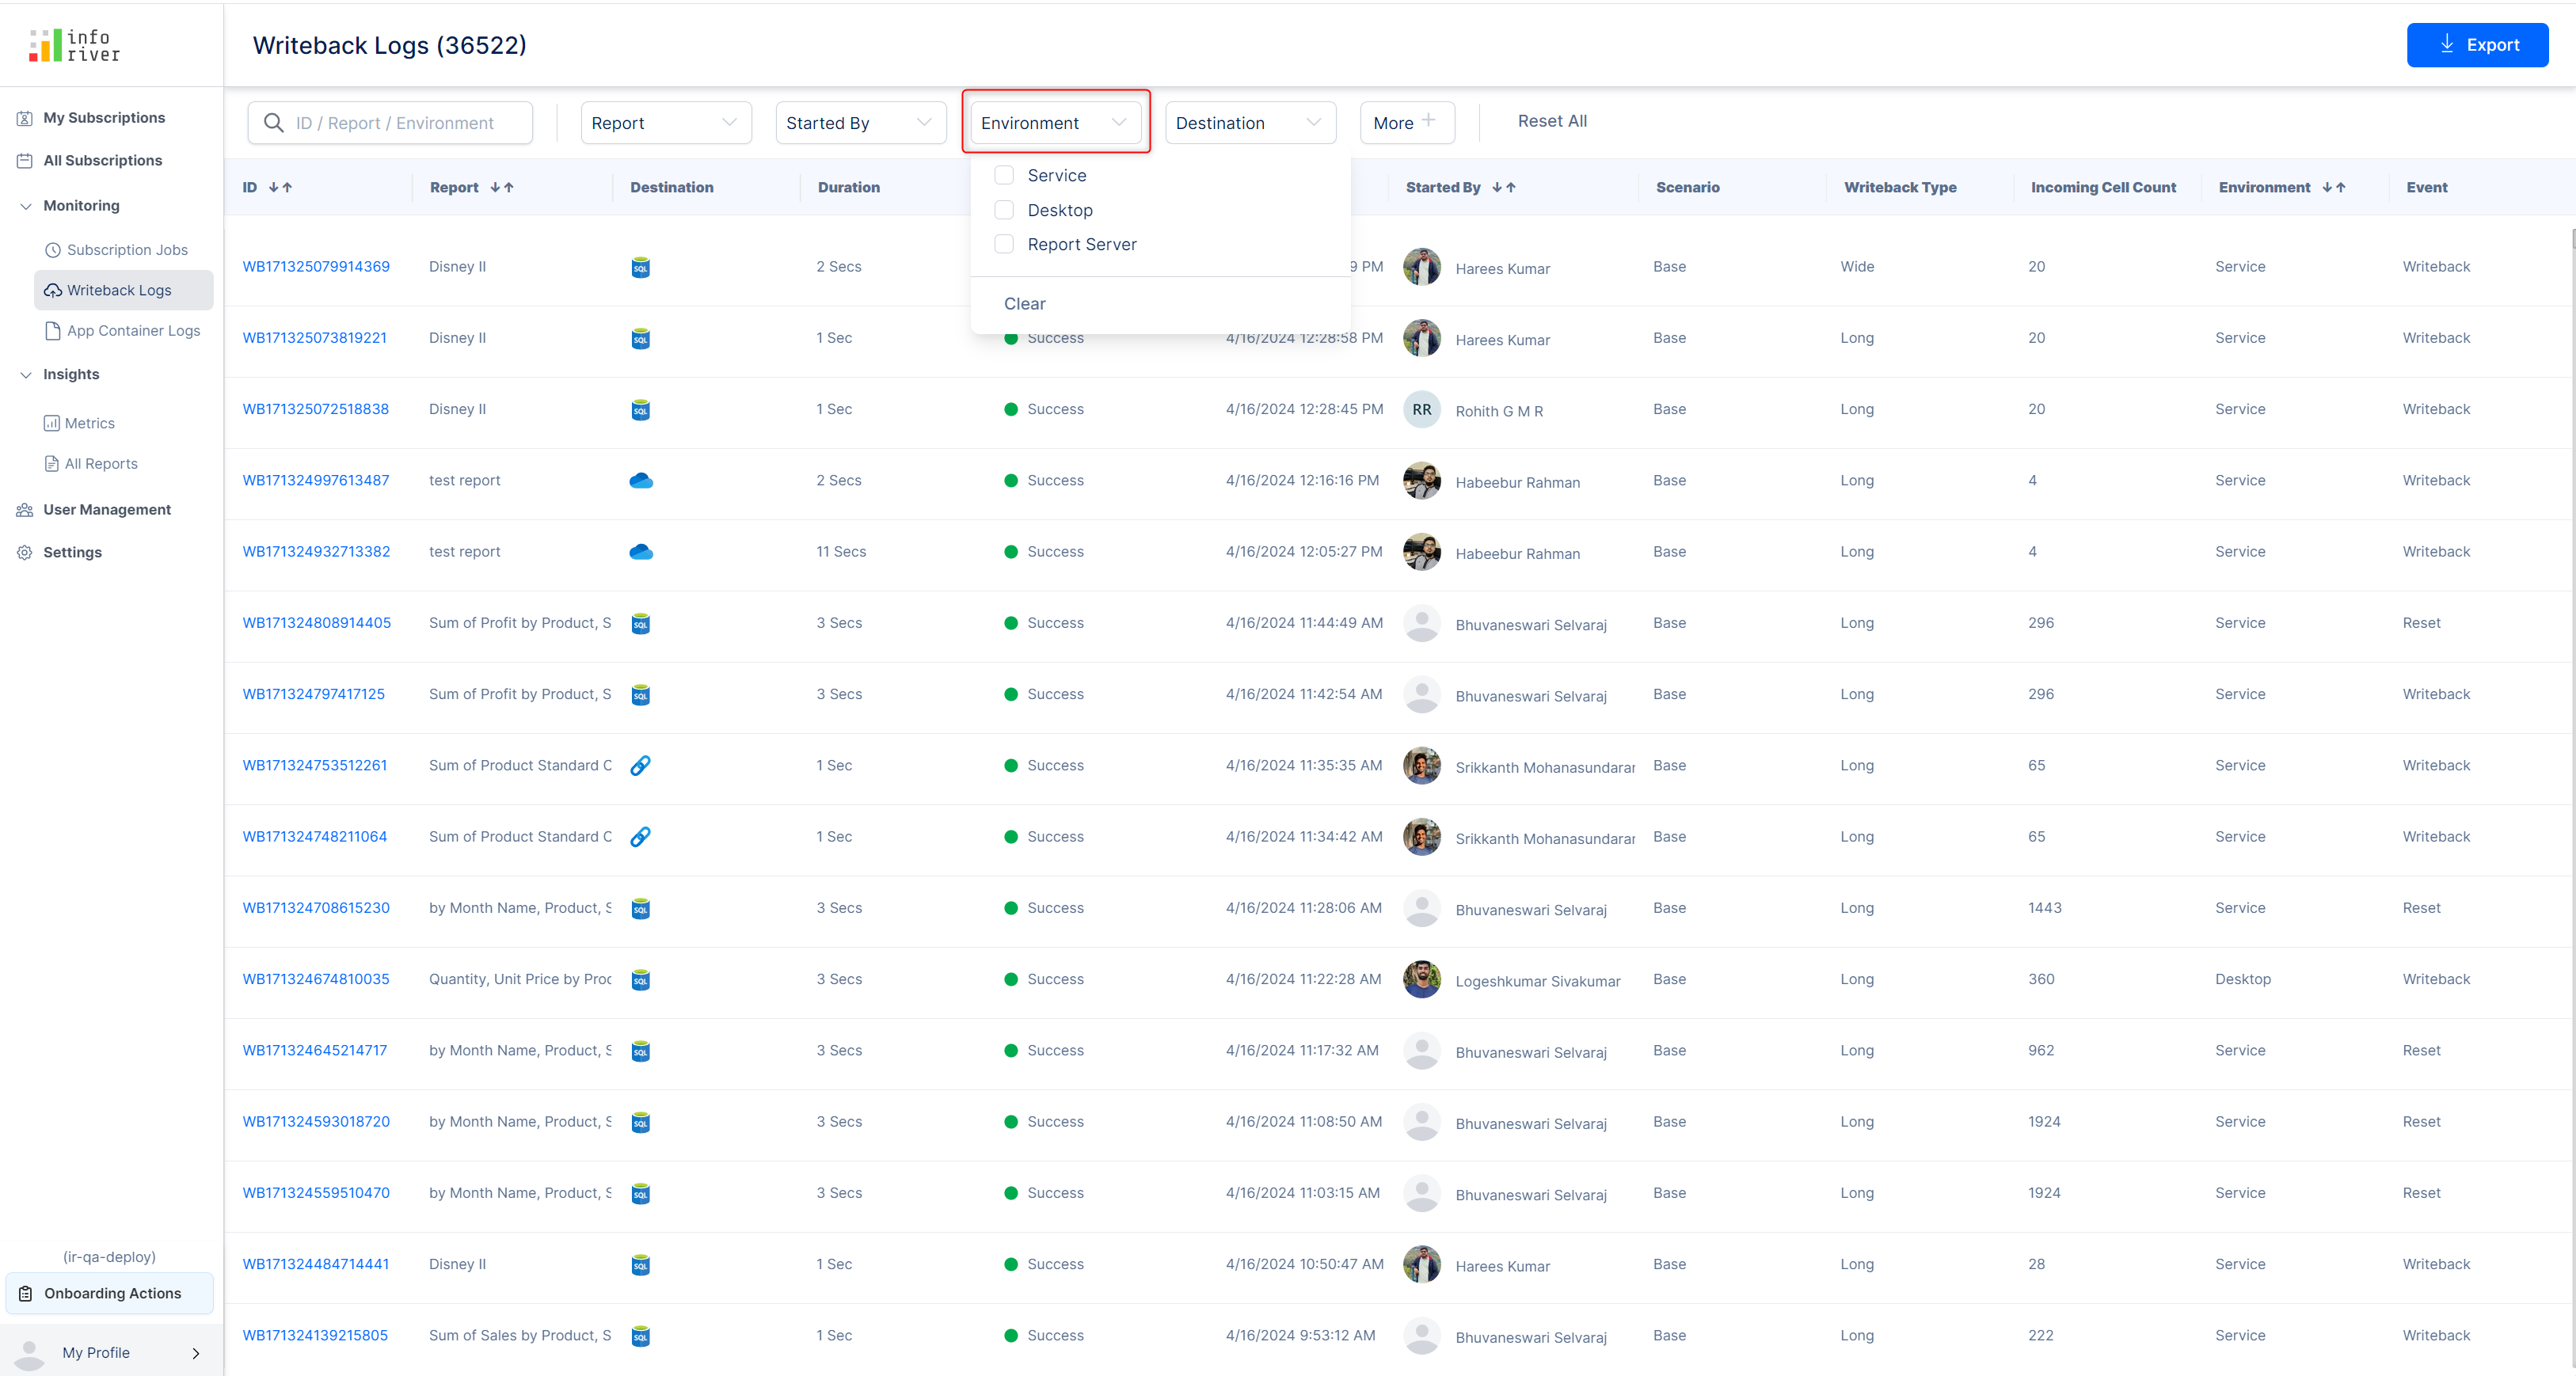 info
river
Writeback Logs (36522)
Export
My Subscriptions
All Subscriptions
Monitoring
Subscription Jobs
Writeback Logs
App Container Logs
Insights
Metrics
All Reports
User Management
Settings
(ir-qa-deploy)
Onboarding Actions
My Profile
ID / Report / Environment
Report
Started By
Environment
Destination
More
Reset All
Service
Desktop
Report Server
Clear
ID Report Destination Duration Started By Scenario Writeback Type Incoming Cell Count Environment Event
WB171325079914369 Disney II SQL 2 Secs 9 PM Harees Kumar Base Wide 20 Service Writeback
WB171325073819221 Disney II SQL 1 Sec Success 4/16/2024 12:28:58 PM Harees Kumar Base Long 20 Service Writeback
WB171325072518838 Disney II SQL 1 Sec Success 4/16/2024 12:28:45 PM RR Rohith G M R Base Long 20 Service Writeback
WB171324997613487 test report 2 Secs Success 4/16/2024 12:16:16 PM Habeebur Rahman Base Long 4 Service Writeback
WB171324932713382 test report 11 Secs Success 4/16/2024 12:05:27 PM Habeebur Rahman Base Long 4 Service Writeback
WB171324808914405 Sum of Profit by Product, S SQL 3 Secs Success 4/16/2024 11:44:49 AM Bhuvaneswari Selvaraj Base Long 296 Service Reset
WB171324797417125 Sum of Profit by Product, S SQL 3 Secs Success 4/16/2024 11:42:54 AM Bhuvaneswari Selvaraj Base Long 296 Service Writeback
WB171324753512261 Sum of Product Standard C 1 Sec Success 4/16/2024 11:35:35 AM Srikkanth Mohanasundarar Base Long 65 Service Writeback
WB171324748211064 Sum of Product Standard C 1 Sec Success 4/16/2024 11:34:42 AM Srikkanth Mohanasundarar Base Long 65 Service Writeback
WB171324708615230 by Month Name, Product, S SQL 3 Secs Success 4/16/2024 11:28:06 AM Bhuvaneswari Selvaraj Base Long 1443 Service Reset
WB171324674810035 Quantity, Unit Price by Proc SQL 3 Secs Success 4/16/2024 11:22:28 AM Logeshkumar Sivakumar Base Long 360 Desktop Writeback
WB171324645214717 by Month Name, Product, S SQL 3 Secs Success 4/16/2024 11:17:32 AM Bhuvaneswari Selvaraj Base Long 962 Service Reset
WB171324593018720 by Month Name, Product, S SQL 3 Secs Success 4/16/2024 11:08:50 AM Bhuvaneswari Selvaraj Base Long 1924 Service Reset
WB171324559510470 by Month Name, Product, S SQL 3 Secs Success 4/16/2024 11:03:15 AM Bhuvaneswari Selvaraj Base Long 1924 Service Reset
WB171324484714441 Disney II SQL 1 Sec Success 4/16/2024 10:50:47 AM Harees Kumar Base Long 28 Service Writeback
WB171324139215805 Sum of Sales by Product, S SQL 1 Sec Success 4/16/2024 9:53:12 AM Bhuvaneswari Selvaraj Base Long 222 Service Writeback